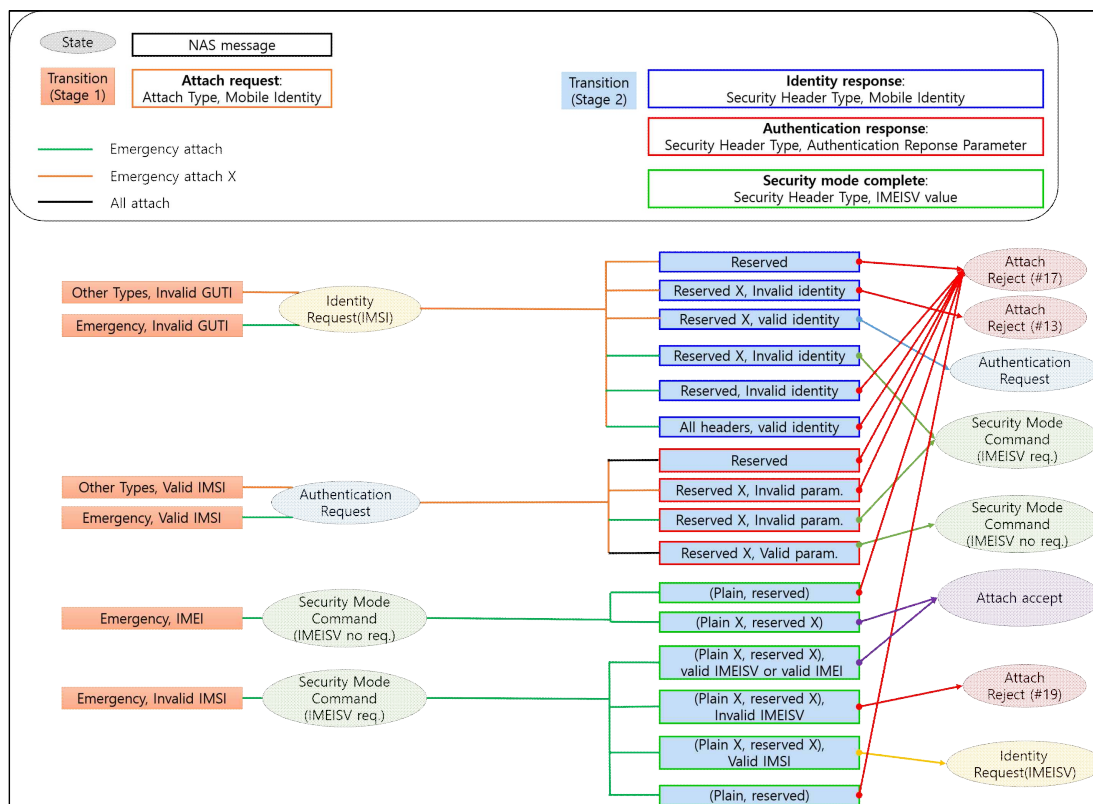 State
NAS message
Transition
(Stage 1)
Attach request:
Attach Type, Mobile Identity
Transition
(Stage 2)
Identity response:
Security Header Type, Mobile Identity
Authentication response:
Security Header Type, Authentication Reponse Parameter
Security mode complete:
Security Header Type, IMEISV value
Emergency attach
Emergency attach X
All attach
Other Types, Invalid GUTI
Emergency, Invalid GUTI
Identity
Request(IMSI)
Reserved
Reserved X, Invalid identity
Reserved X, valid identity
Reserved X, Invalid identity
Reserved, Invalid identity
All headers, valid identity
Attach
Reject (#17)
Attach
Reject (#13)
Authentication
Request
Security Mode
Command
(IMEISV req.)
Other Types, Valid IMSI
Emergency, Valid IMSI
Authentication
Request
Reserved
Reserved X, Invalid param.
Reserved X, Invalid param.
Reserved X, Valid param.
Security Mode
Command
(IMEISV no req.)
Emergency, IMEI
Security Mode
Command
(IMEISV no req.)
(Plain, reserved)
(Plain X, reserved X)
Attach accept
Emergency, Invalid IMSI
Security Mode
Command
(IMEISV req.)
(Plain X, reserved X),
valid IMEISV or valid IMEI
(Plain X, reserved X),
Invalid IMEISV
(Plain X, reserved X),
Valid IMSI
(Plain, reserved)
Attach
Reject (#19)
Identity
Request(IMEISV)